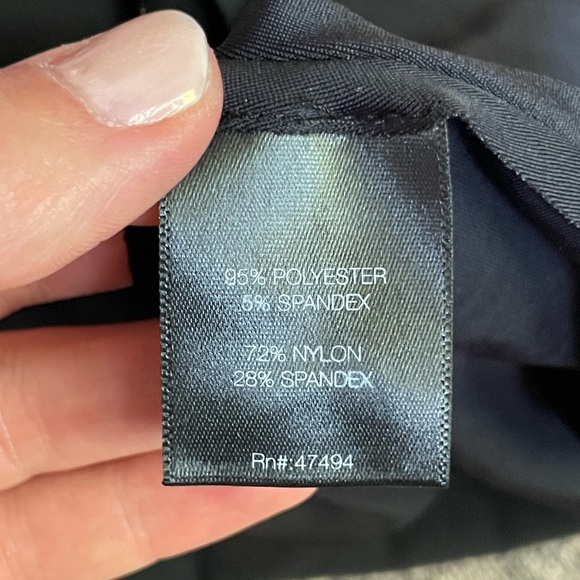 95% POLYESTER
5% SPANDEX
72% NYLON
28% SPANDEX
Rn#:47494